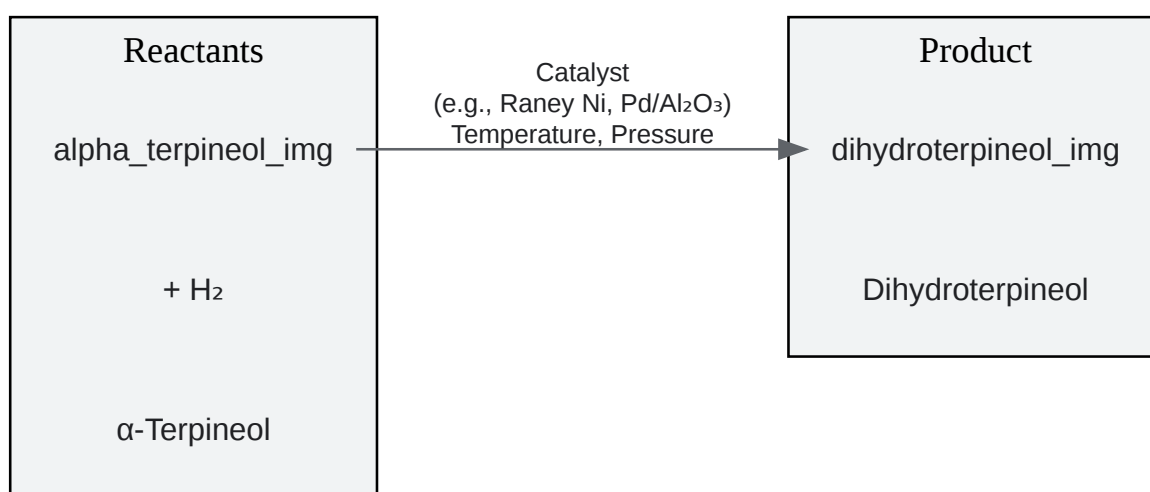 Reactants
alpha_terpineol_img
+ H₂
α-Terpineol
Catalyst
(e.g., Raney Ni, Pd/Al₂O₃)
Temperature, Pressure
Product
dihydroterpineol_img
Dihydroterpineol